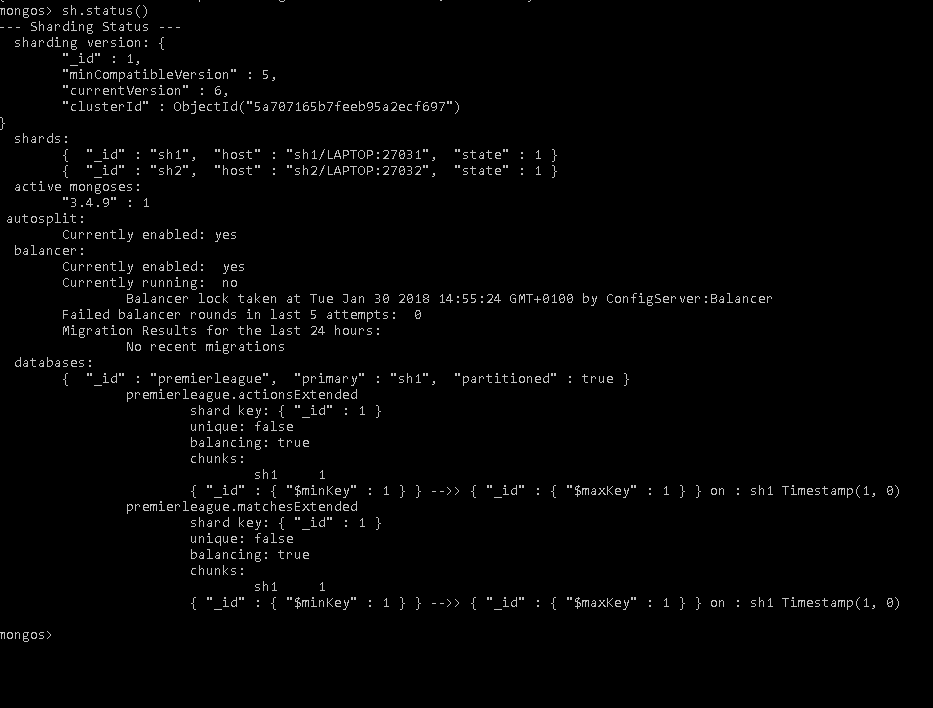 mongos> sh.status()
--- Sharding Status ---
  sharding version: {
        "_id" : 1,
        "minCompatibleVersion" : 5,
        "currentVersion" : 6,
        "clusterId" : ObjectId("5a707165b7feeb95a2ecf697")
}
  shards:
        {  "_id" : "sh1",  "host" : "sh1/LAPTOP:27031",  "state" : 1 }
        {  "_id" : "sh2",  "host" : "sh2/LAPTOP:27032",  "state" : 1 }
  active mongoses:
        "3.4.9" : 1
 autosplit:
        Currently enabled: yes
  balancer:
        Currently enabled:  yes
        Currently running:  no
                Balancer lock taken at Tue Jan 30 2018 14:55:24 GMT+0100 by ConfigServer:Balancer
        Failed balancer rounds in last 5 attempts:  0
        Migration Results for the last 24 hours:
                No recent migrations
  databases:
        {  "_id" : "premierleague",  "primary" : "sh1",  "partitioned" : true }
                premierleague.actionsExtended
                        shard key: { "_id" : 1 }
                        unique: false
                        balancing: true
                        chunks:
                                sh1     1
                        { "_id" : { "$minKey" : 1 } } -->> { "_id" : { "$maxKey" : 1 } } on : sh1 Timestamp(1, 0)
                premierleague.matchesExtended
                        shard key: { "_id" : 1 }
                        unique: false
                        balancing: true
                        chunks:
                                sh1     1
                        { "_id" : { "$minKey" : 1 } } -->> { "_id" : { "$maxKey" : 1 } } on : sh1 Timestamp(1, 0)
mongos>